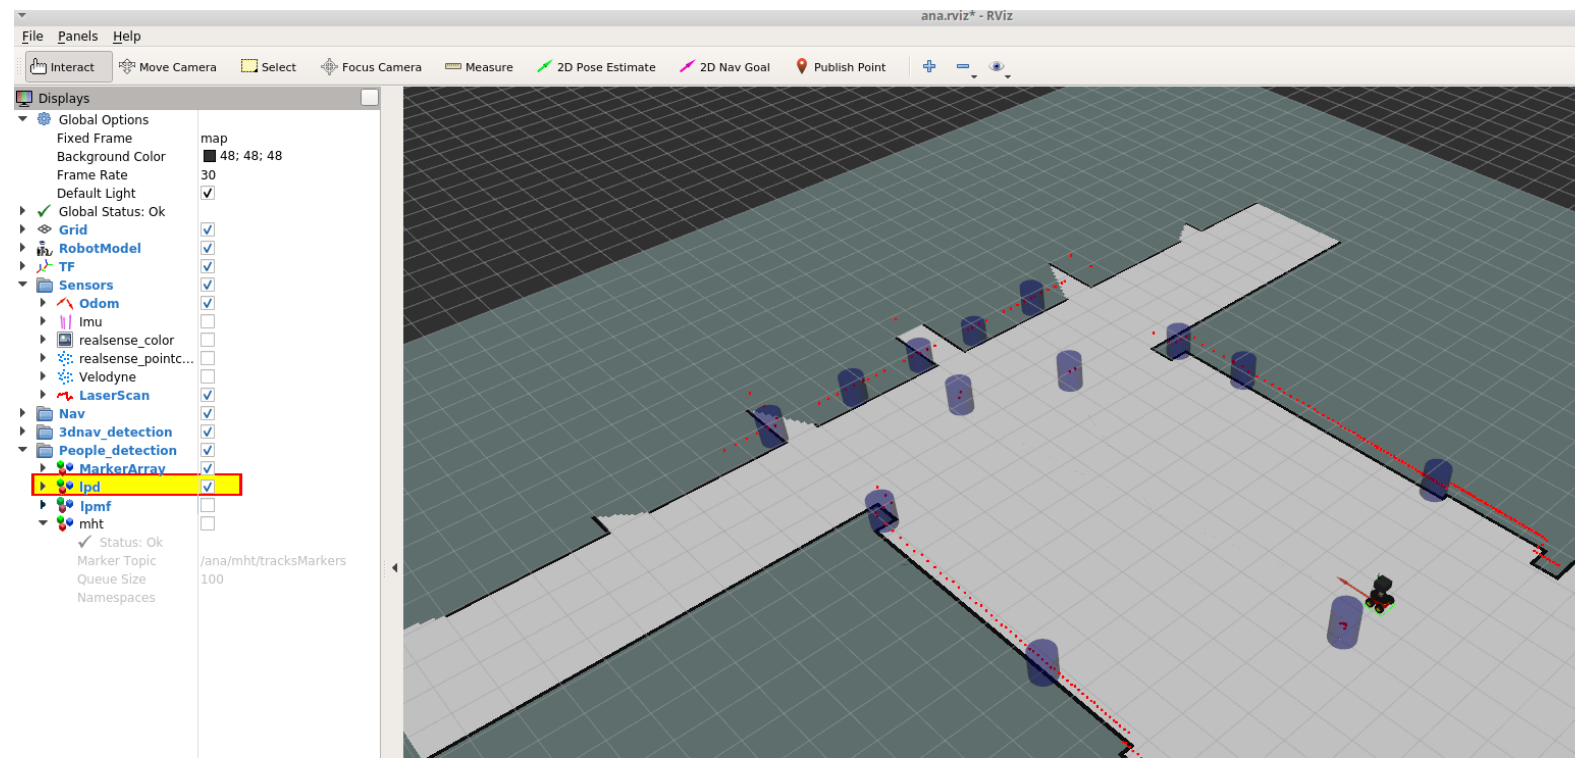 ana.rviz* - RViz
File Panels Help
Interact Move Camera Select Focus Camera Measure 2D Pose Estimate 2D Nav Goal Publish Point
Displays
Global Options
Fixed Frame map
Background Color 48; 48; 48
Frame Rate 30
Default Light
Global Status: Ok
Grid
RobotModel
TF
Sensors
Odom
Imu
realsense_color
realsense_pointc...
Velodyne
LaserScan
Nav
3dnav_detection
People_detection
MarkerArray
lpd
lpmf
mht
Status: Ok
Marker Topic /ana/mht/tracksMarkers
Queue Size 100
Namespaces